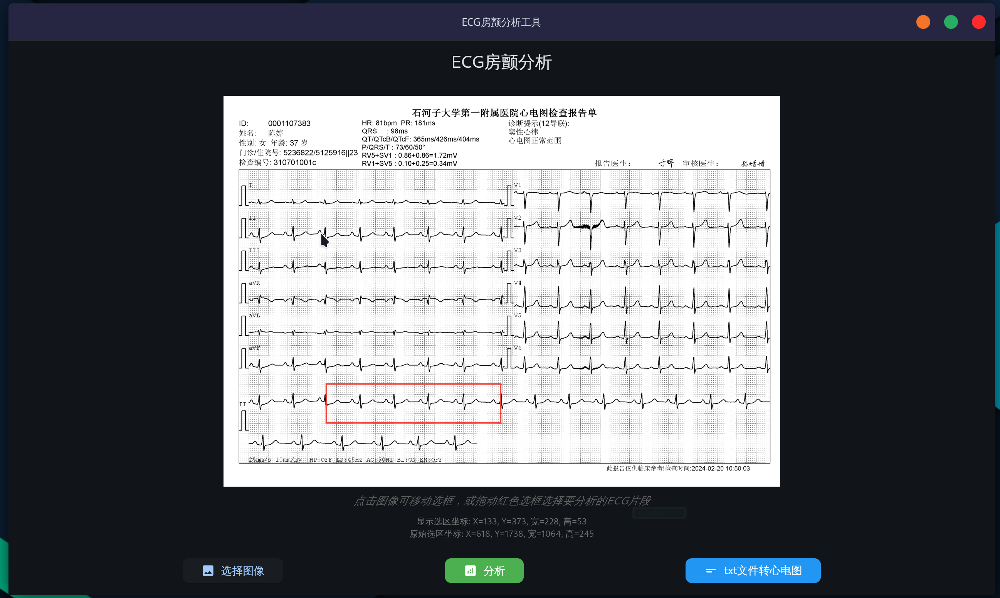 ECG房颤分析工具
ECG房颤分析
石河子大学第一附属医院心电图检查报告单
ID: 0001107383
姓名: 陈婷
性别: 女 年龄: 37 岁
门诊/住院号: 5236822/5125916||23
检查编号: 310701001c
HR: 81bpm PR: 181ms
QRS : 98ms
QT/QTcB/QTcF: 365ms/426ms/404ms
P/QRS/T : 73/60/50°
RV5+SV1 : 0.86+0.86=1.72mV
RV1+SV5 : 0.10+0.25=0.34mV
诊断提示(12导联):
窦性心律
心电图正常范围
报告医生: 审核医生:
I
II
III
aVR
aVL
aVF
V1
V2
V3
V4
V5
V6
II
25mm/s 10mm/mV HP:OFF LP:45Hz AC:50Hz BL:ON EM:OFF
此报告仅供临床参考!检查时间:2024-02-20 10:50:03
点击图像可移动选框，或拖动红色选框选择要分析的ECG片段
显示选区坐标: X=133, Y=373, 宽=228, 高=53
原始选区坐标: X=618, Y=1738, 宽=1064, 高=245
选择图像
分析
txt文件转心电图